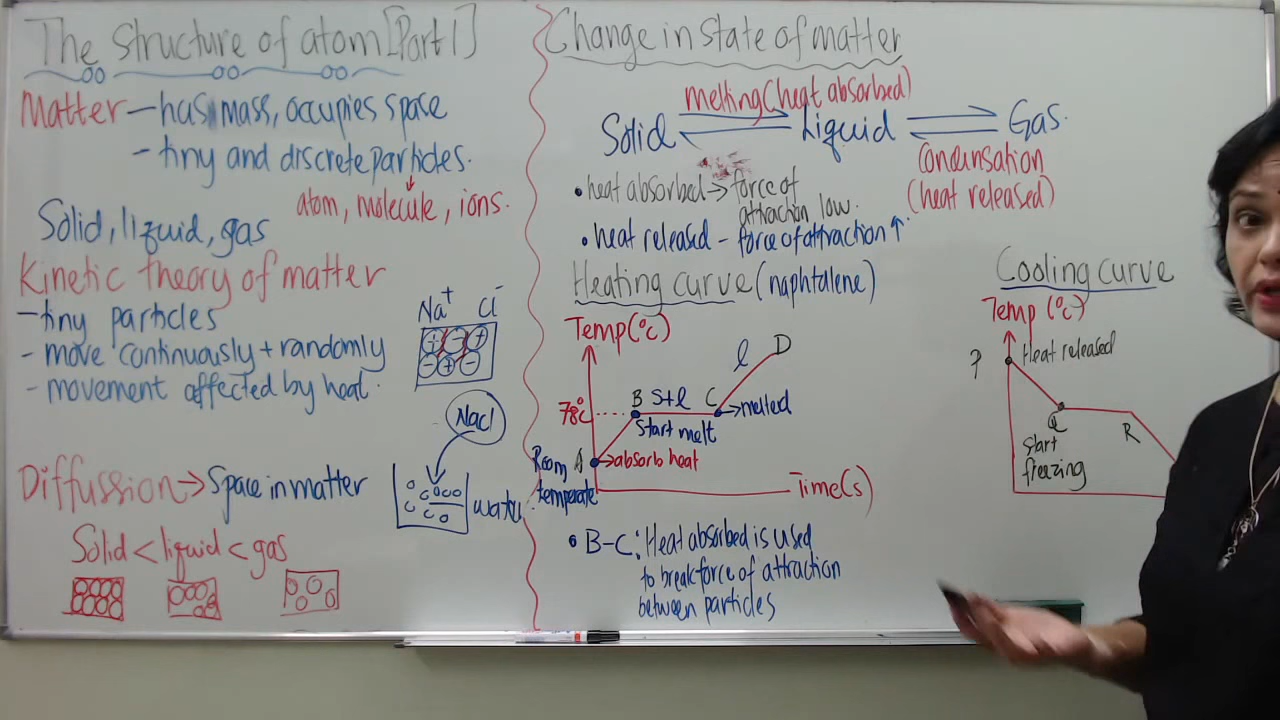 The structure of atom [Part 1]
Matter - has mass, occupies space
- tiny and discrete particles.
atom, molecule, ions.
Solid, liquid, gas
Kinetic theory of matter
- tiny particles
- move continuously + randomly
- movement affected by heat.
Na⁺ Cl⁻
+ - +
- + -
NaCl
water.
Diffussion → Space in matter
Solid < liquid < gas
Change in state of matter
melting (heat absorbed)
Solid ⇌ Liquid ⇌ Gas.
Condensation
(heat released)
• heat absorbed → force of
attraction low.
• heat released - force of attraction ↑
Heating curve (naphtalene)
Temp (°c)
78°c
A
B
S+l
C
l
D
→ melted
Start melt
→ absorb heat
Room
temperate
Time (s)
• B-C: Heat absorbed is used
to break force of attraction
between particles
Cooling curve
Temp (°c)
P
Heat released
Q
Start
freezing
R